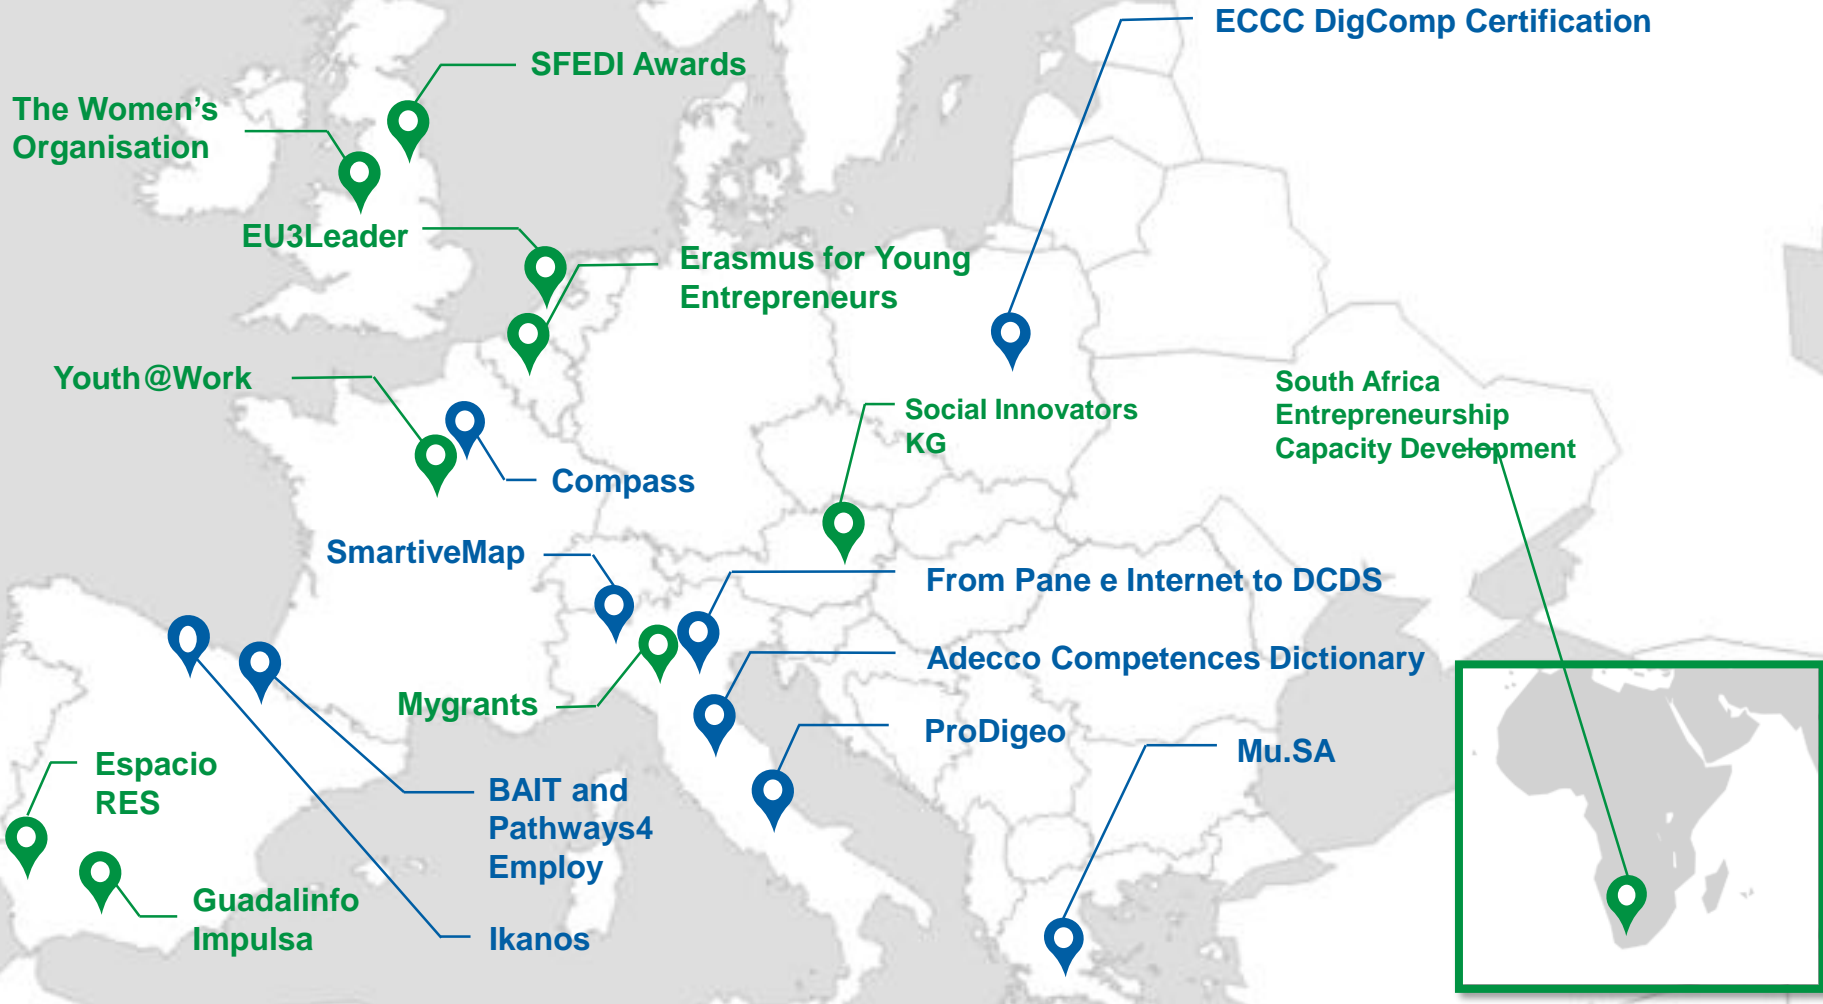 ECCC DigComp Certification
SFEDI Awards
The Women’s
Organisation
EU3Leader
Erasmus for Young
Entrepreneurs
Youth@Work
South Africa
Entrepreneurship
Capacity Development
Social Innovators
KG
Compass
SmartiveMap
From Pane e Internet to DCDS
Adecco Competences Dictionary
Mygrants
ProDigeo
Mu.SA
Espacio
RES
BAIT and
Pathways4
Employ
Guadalinfo
Impulsa
Ikanos